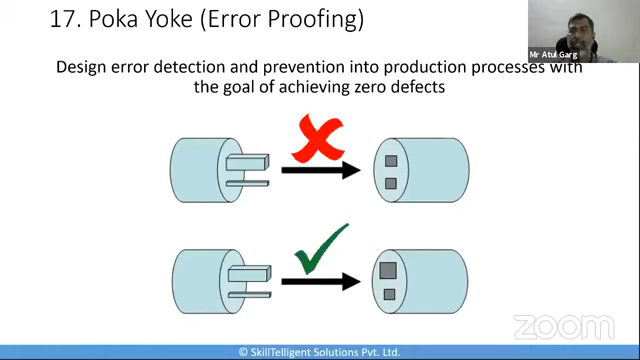 17. Poka Yoke (Error Proofing)
Mr Atul Garg
Design error detection and prevention into production processes with
the goal of achieving zero defects
zoom
© SkillTelligent Solutions Pvt. Ltd.